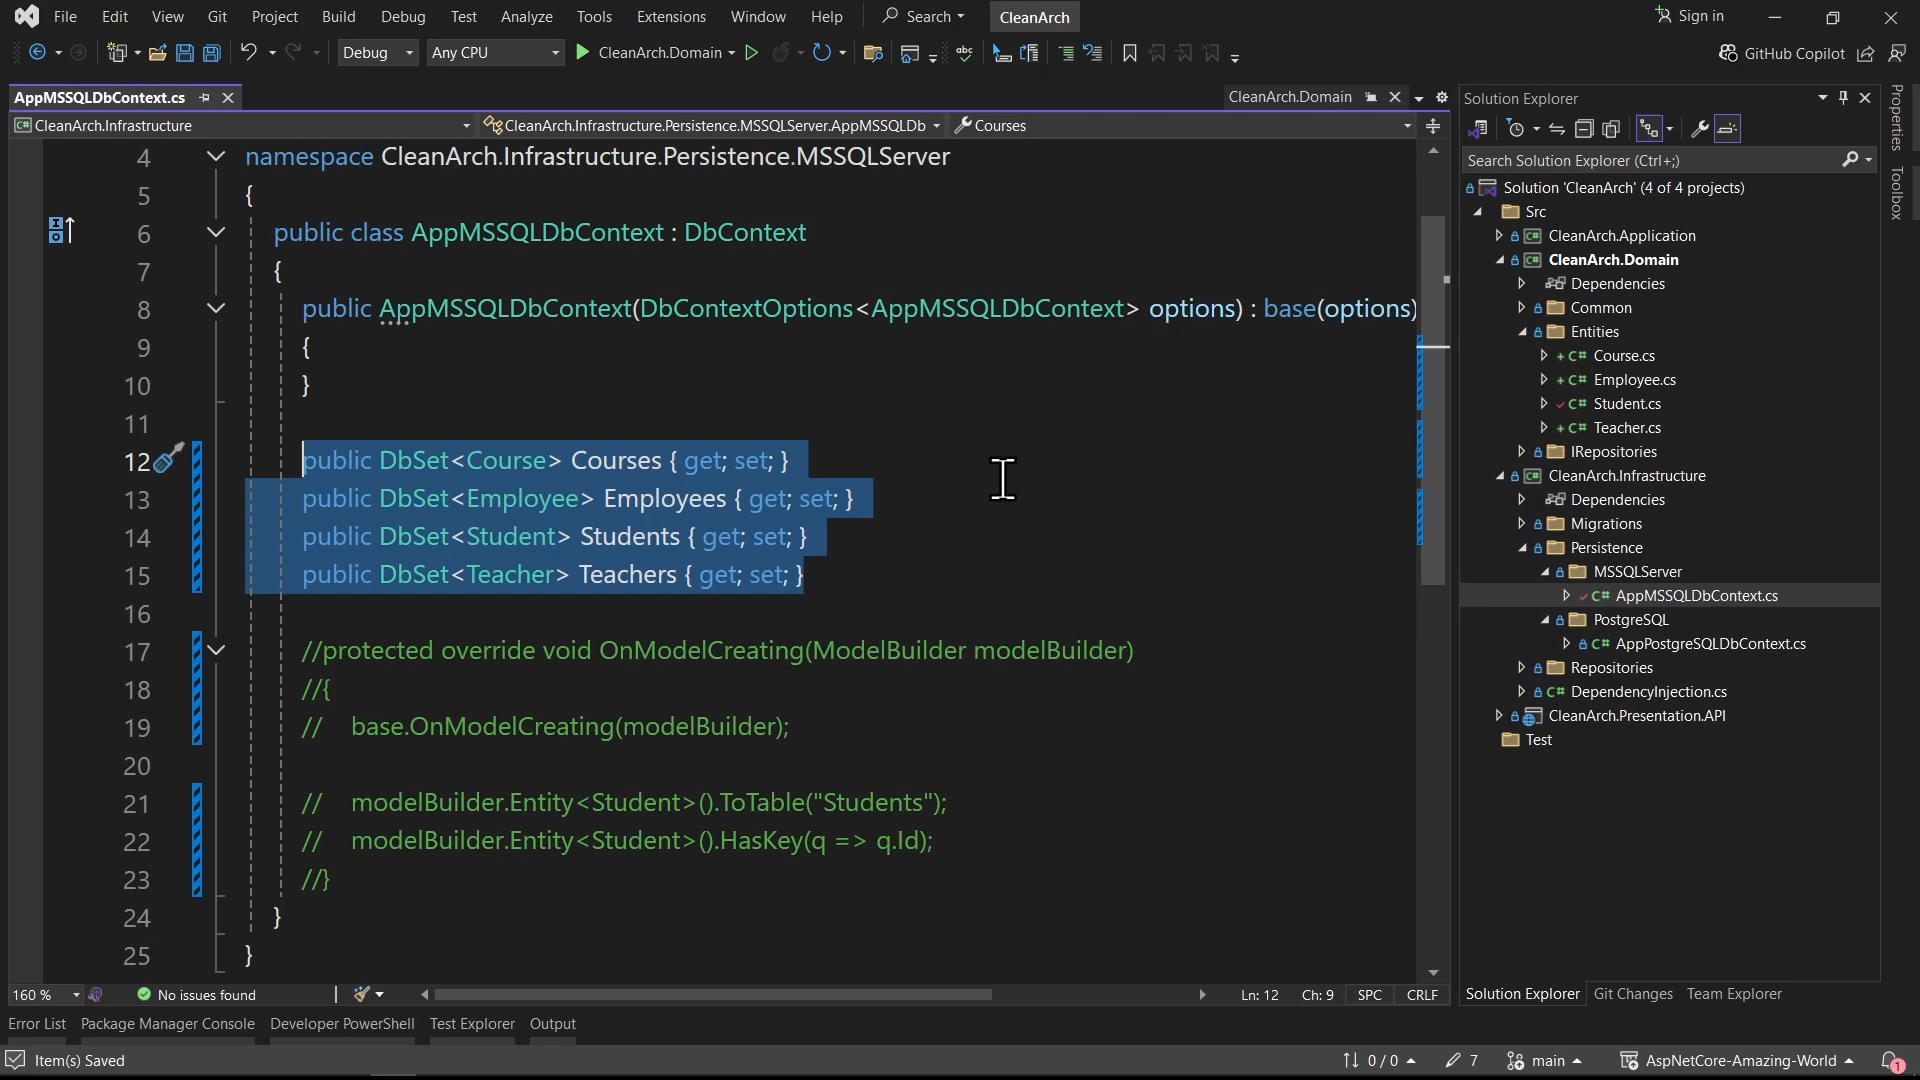 File Edit View Git Project Build Debug Test Analyze Tools Extensions Window Help Search CleanArch Sign in
Debug Any CPU CleanArch.Domain abc GitHub Copilot
AppMSSQLDbContext.cs CleanArch.Domain
CleanArch.Infrastructure CleanArch.Infrastructure.Persistence.MSSQLServer.AppMSSQLDb Courses
4 namespace CleanArch.Infrastructure.Persistence.MSSQLServer
5 {
6 public class AppMSSQLDbContext : DbContext
7 {
8 public AppMSSQLDbContext(DbContextOptions<AppMSSQLDbContext> options) : base(options)
9 {
10 }
11
12 public DbSet<Course> Courses { get; set; }
13 public DbSet<Employee> Employees { get; set; }
14 public DbSet<Student> Students { get; set; }
15 public DbSet<Teacher> Teachers { get; set; }
16
17 //protected override void OnModelCreating(ModelBuilder modelBuilder)
18 //{
19 // base.OnModelCreating(modelBuilder);
20
21 // modelBuilder.Entity<Student>().ToTable("Students");
22 // modelBuilder.Entity<Student>().HasKey(q => q.Id);
23 //}
24 }
25 }
160 % No issues found Ln: 12 Ch: 9 SPC CRLF
Solution Explorer
Search Solution Explorer (Ctrl+;)
Solution 'CleanArch' (4 of 4 projects)
Src
C# CleanArch.Application
C# CleanArch.Domain
Dependencies
Common
Entities
+ C# Course.cs
+ C# Employee.cs
C# Student.cs
+ C# Teacher.cs
IRepositories
C# CleanArch.Infrastructure
Dependencies
Migrations
Persistence
MSSQLServer
C# AppMSSQLDbContext.cs
PostgreSQL
C# AppPostgreSQLDbContext.cs
Repositories
C# DependencyInjection.cs
CleanArch.Presentation.API
Test
Solution Explorer Git Changes Team Explorer
Properties
Toolbox
Error List Package Manager Console Developer PowerShell Test Explorer Output
Item(s) Saved 0 / 0 7 main AspNetCore-Amazing-World 1